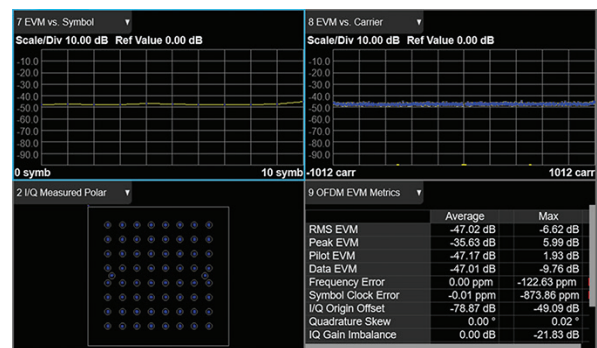 7 EVM vs. Symbol
Scale/Div 10.00 dB Ref Value 0.00 dB
-10.0
-20.0
-30.0
-40.0
-50.0
-60.0
-70.0
-80.0
-90.0
0 symb 10 symb
8 EVM vs. Carrier
Scale/Div 10.00 dB Ref Value 0.00 dB
-10.0
-20.0
-30.0
-40.0
-50.0
-60.0
-70.0
-80.0
-90.0
-1012 carr 1012 carr
2 I/Q Measured Polar
9 OFDM EVM Metrics
Average Max
RMS EVM -47.02 dB -6.62 dB
Peak EVM -35.63 dB 5.99 dB
Pilot EVM -47.17 dB 1.93 dB
Data EVM -47.01 dB -9.76 dB
Frequency Error 0.00 ppm -122.63 ppm
Symbol Clock Error -0.01 ppm -873.86 ppm
I/Q Origin Offset -78.87 dB -49.09 dB
Quadrature Skew 0.00 ° 0.02 °
IQ Gain Imbalance 0.00 dB -21.83 dB